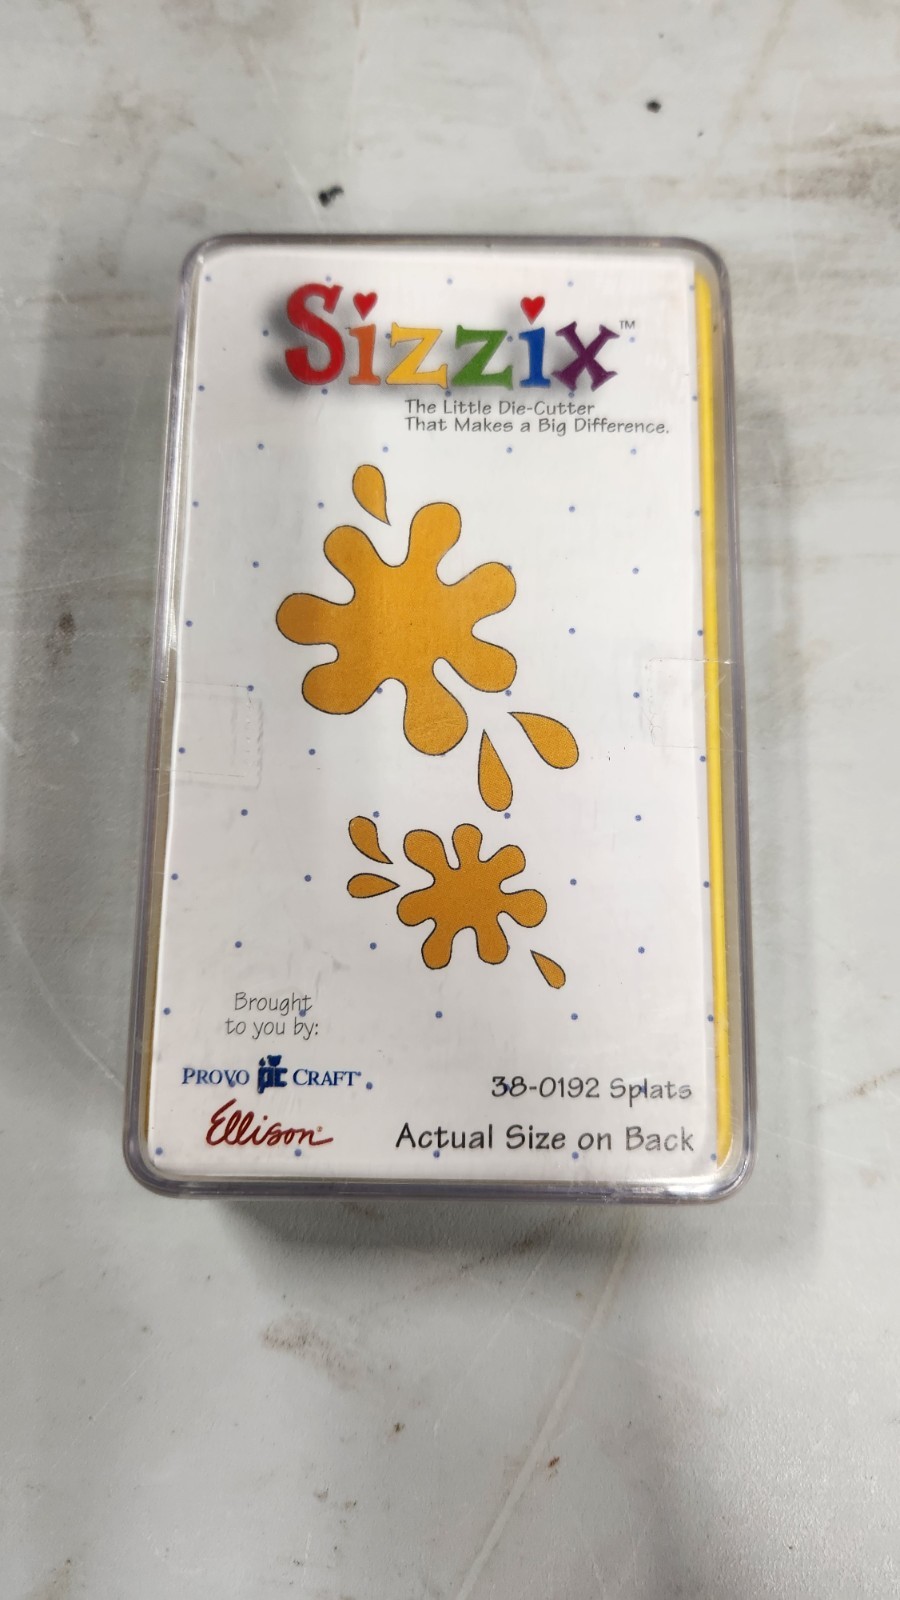 Sizzix™
The Little Die-Cutter
That Makes a Big Difference.
Brought
to you by:
PROVO pc CRAFT®
Ellison®
38-0192 Splats
Actual Size on Back